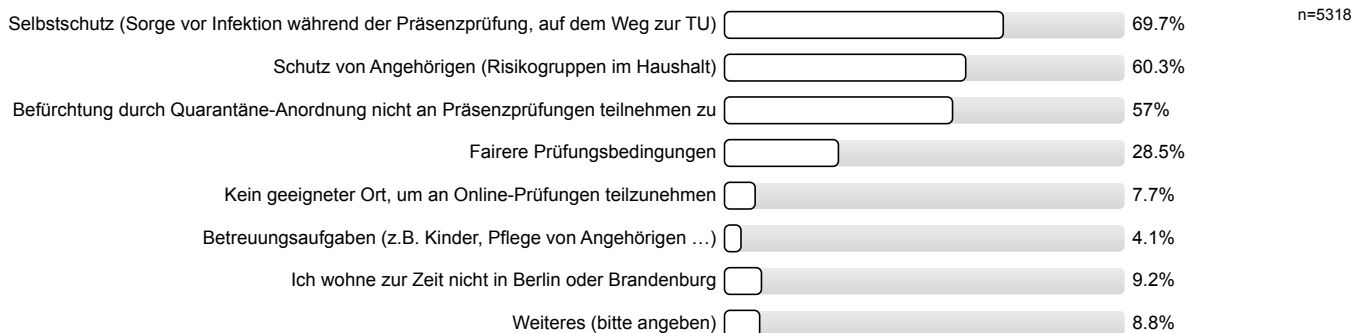 Selbstschutz (Sorge vor Infektion während der Präsenzprüfung, auf dem Weg zur TU) 69.7% n=5318
Schutz von Angehörigen (Risikogruppen im Haushalt) 60.3%
Befürchtung durch Quarantäne-Anordnung nicht an Präsenzprüfungen teilnehmen zu 57%
Fairere Prüfungsbedingungen 28.5%
Kein geeigneter Ort, um an Online-Prüfungen teilzunehmen 7.7%
Betreuungsaufgaben (z.B. Kinder, Pflege von Angehörigen …) 4.1%
Ich wohne zur Zeit nicht in Berlin oder Brandenburg 9.2%
Weiteres (bitte angeben) 8.8%